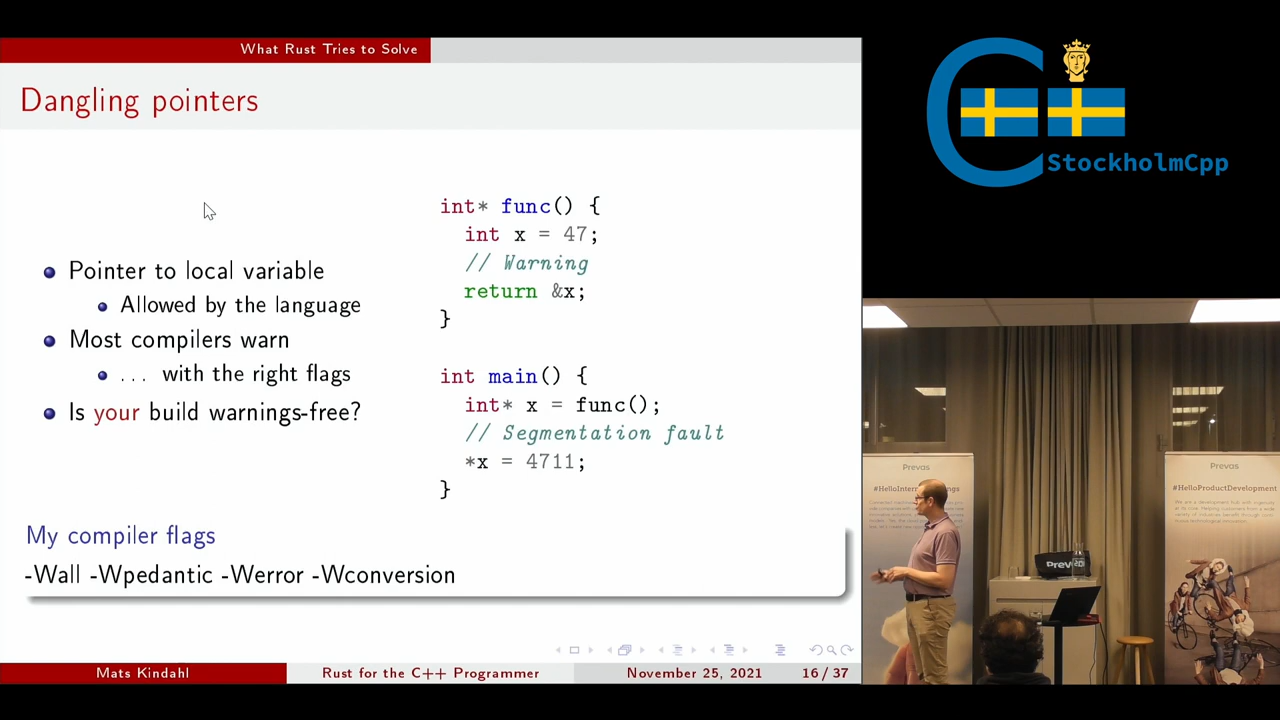 What Rust Tries to Solve
Dangling pointers
Pointer to local variable
Allowed by the language
Most compilers warn
... with the right flags
Is your build warnings-free?
int* func() {
int x = 47;
// Warning
return &x;
}
int main() {
int* x = func();
// Segmentation fault
*x = 4711;
}
My compiler flags
-Wall -Wpedantic -Werror -Wconversion
Mats Kindahl
Rust for the C++ Programmer
November 25, 2021
16 / 37
StockholmCpp
Prevas
Prevas
#HelloProductDevelopment